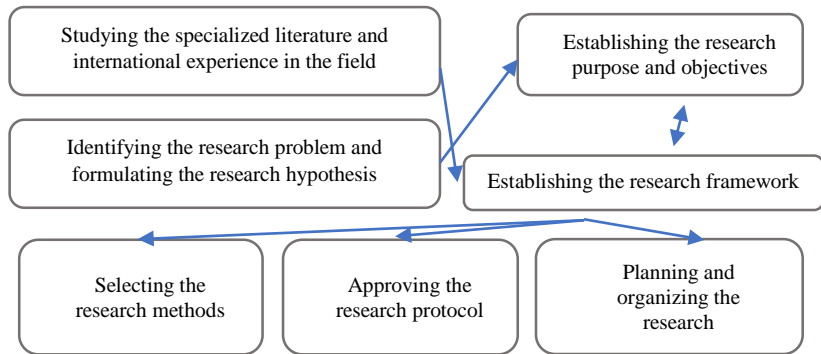 Studying the specialized literature and
international experience in the field
Establishing the research
purpose and objectives
Identifying the research problem and
formulating the research hypothesis
Establishing the research framework
Selecting the
research methods
Approving the
research protocol
Planning and
organizing the
research